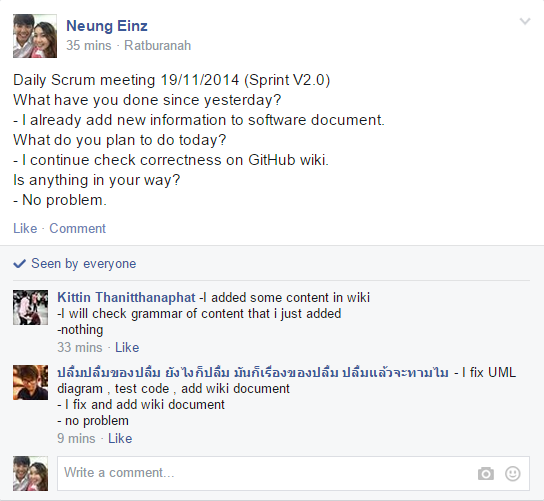 Neung Einz
35 mins · Ratburanah
Daily Scrum meeting 19/11/2014 (Sprint V2.0)
What have you done since yesterday?
- I already add new information to software document.
What do you plan to do today?
- I continue check correctness on GitHub wiki.
Is anything in your way?
- No problem.
Like · Comment
Seen by everyone
Kittin Thanitthanaphat -I added some content in wiki
-I will check grammar of content that i just added
-nothing
33 mins · Like
ปลื้มปลื้มของปลื้ม ยังไงก็ปลื้ม มันก็เรื่องของปลื้ม ปลื้มแล้วจะทามไม - I fix UML
diagram , test code , add wiki document
- I fix and add wiki document
- no problem
9 mins · Like
Write a comment...